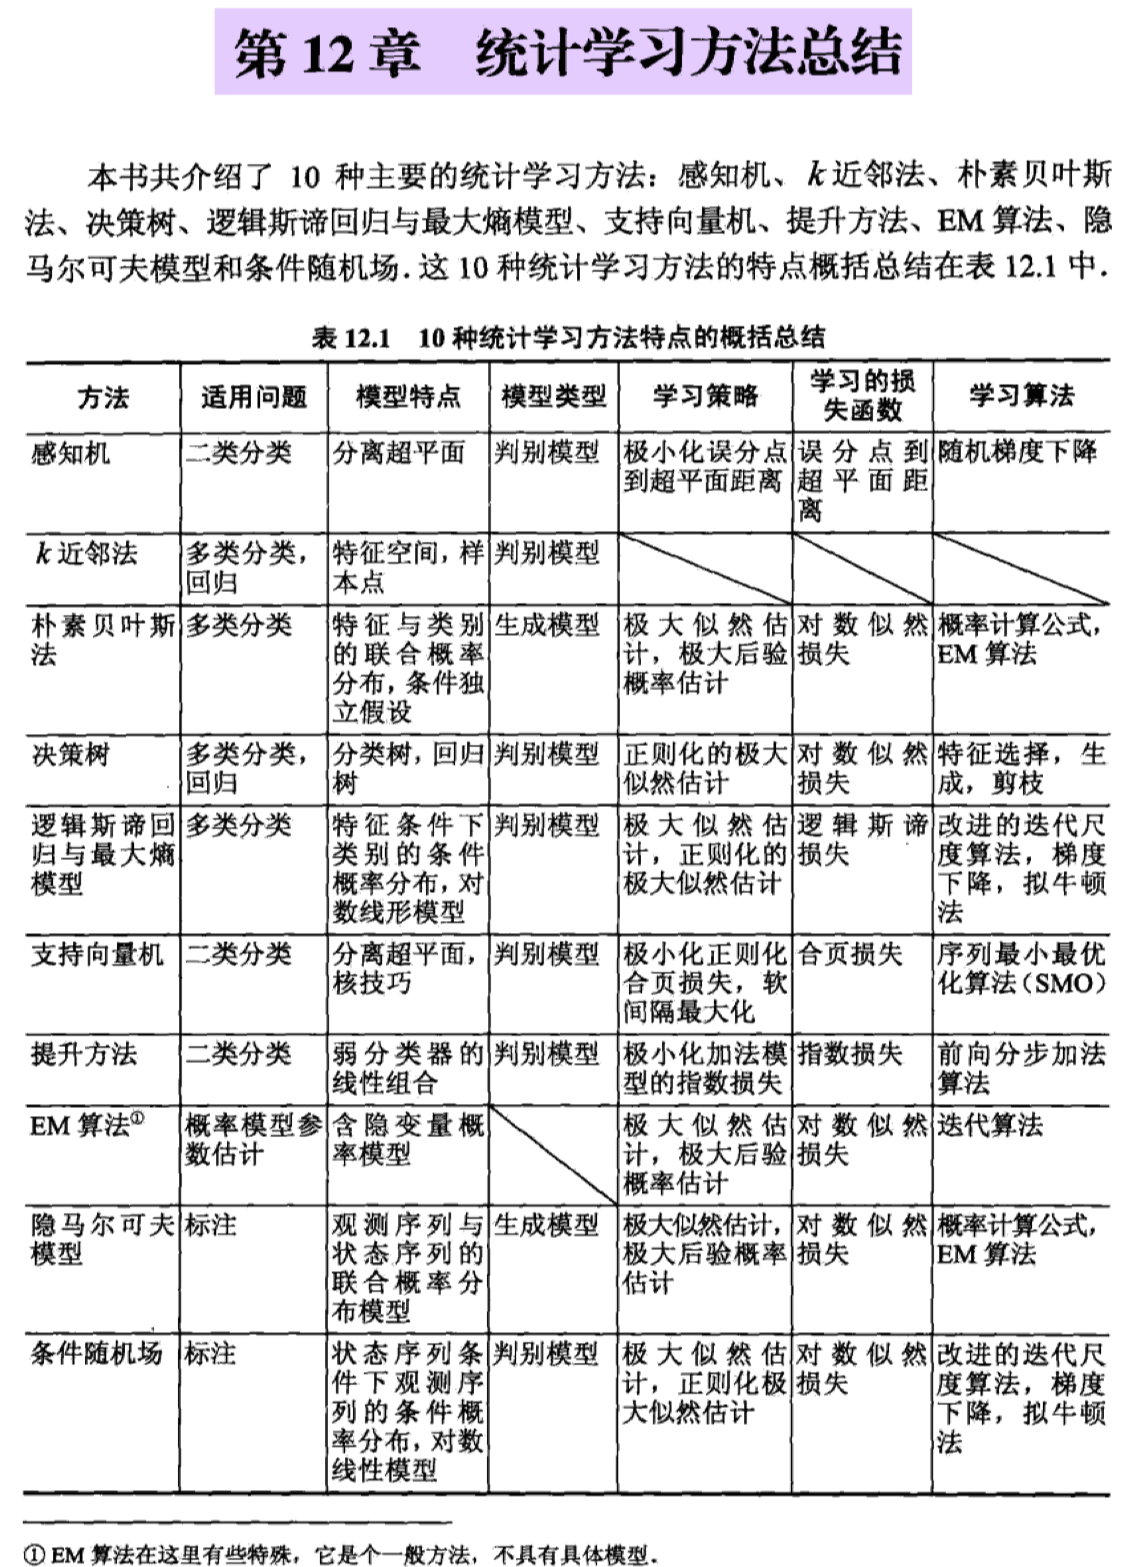 第 12 章 统计学习方法总结
本书共介绍了 10 种主要的统计学习方法：感知机、k 近邻法、朴素贝叶斯
法、决策树、逻辑斯谛回归与最大熵模型、支持向量机、提升方法、EM 算法、隐
马尔可夫模型和条件随机场．这 10 种统计学习方法的特点概括总结在表 12.1 中．
表 12.1 10 种统计学习方法特点的概括总结
方法
适用问题
模型特点
模型类型
学习策略
学习的损
失函数
学习算法
感知机
二类分类
分离超平面
判别模型
极小化误分点
到超平面距离
误分点到
超平面距
离
随机梯度下降
k 近邻法
多类分类，
回归
特征空间，样
本点
判别模型
朴素贝叶斯
法
多类分类
特征与类别
的联合概率
分布，条件独
立假设
生成模型
极大似然估
计，极大后验
概率估计
对数似然
损失
概率计算公式，
EM 算法
决策树
多类分类，
回归
分类树，回归
树
判别模型
正则化的极大
似然估计
对数似然
损失
特征选择，生
成，剪枝
逻辑斯谛回
归与最大熵
模型
多类分类
特征条件下
类别的条件
概率分布，对
数线形模型
判别模型
极大似然估
计，正则化的
极大似然估计
逻辑斯谛
损失
改进的迭代尺
度算法，梯度
下降，拟牛顿
法
支持向量机
二类分类
分离超平面，
核技巧
判别模型
极小化正则化
合页损失，软
间隔最大化
合页损失
序列最小最优
化算法（SMO）
提升方法
二类分类
弱分类器的
线性组合
判别模型
极小化加法模
型的指数损失
指数损失
前向分步加法
算法
EM 算法①
概率模型参
数估计
含隐变量概
率模型
极大似然估
计，极大后验
概率估计
对数似然
损失
迭代算法
隐马尔可夫
模型
标注
观测序列与
状态序列的
联合概率分
布模型
生成模型
极大似然估计，
极大后验概率
估计
对数似然
损失
概率计算公式，
EM 算法
条件随机场
标注
状态序列条
件下观测序
列的条件概
率分布，对数
线性模型
判别模型
极大似然估
计，正则化极
大似然估计
对数似然
损失
改进的迭代尺
度算法，梯度
下降，拟牛顿
法
① EM 算法在这里有些特殊，它是个一般方法，不具有具体模型．